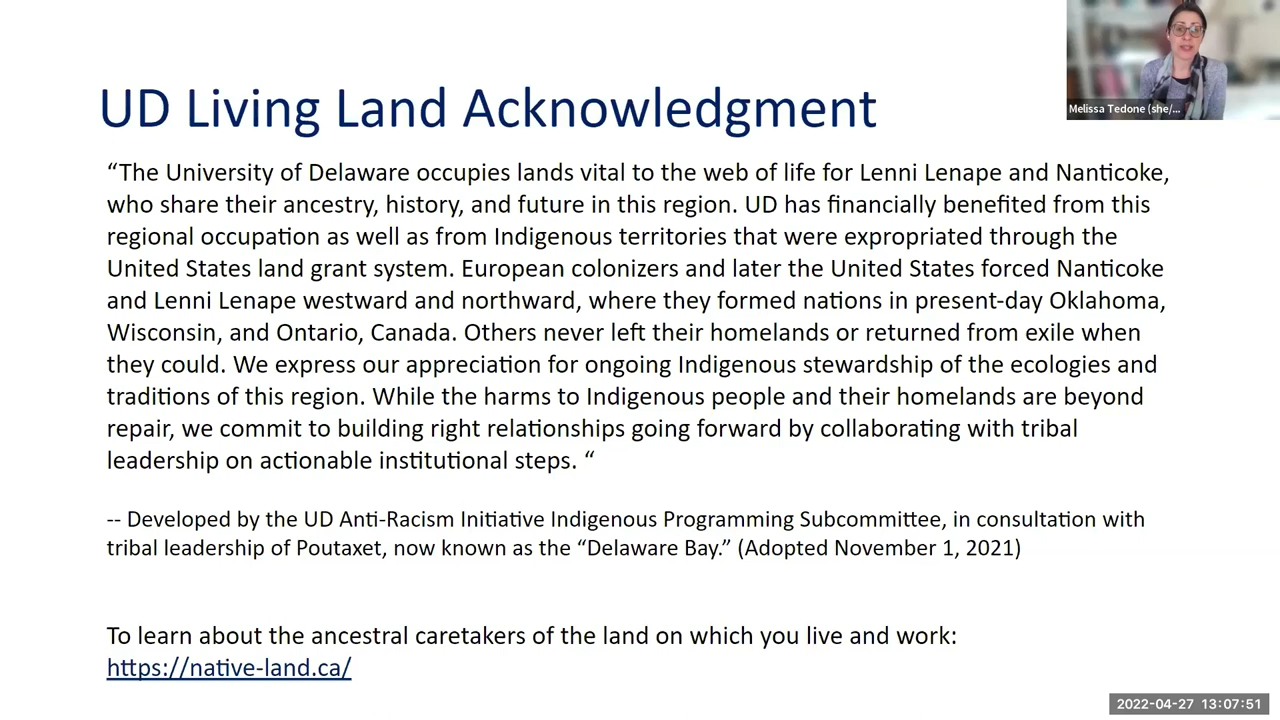 UD Living Land Acknowledgment
Melissa Tedone (she/...
“The University of Delaware occupies lands vital to the web of life for Lenni Lenape and Nanticoke,
who share their ancestry, history, and future in this region. UD has financially benefited from this
regional occupation as well as from Indigenous territories that were expropriated through the
United States land grant system. European colonizers and later the United States forced Nanticoke
and Lenni Lenape westward and northward, where they formed nations in present-day Oklahoma,
Wisconsin, and Ontario, Canada. Others never left their homelands or returned from exile when
they could. We express our appreciation for ongoing Indigenous stewardship of the ecologies and
traditions of this region. While the harms to Indigenous people and their homelands are beyond
repair, we commit to building right relationships going forward by collaborating with tribal
leadership on actionable institutional steps. “
-- Developed by the UD Anti-Racism Initiative Indigenous Programming Subcommittee, in consultation with
tribal leadership of Poutaxet, now known as the “Delaware Bay.” (Adopted November 1, 2021)
To learn about the ancestral caretakers of the land on which you live and work:
https://native-land.ca/
2022-04-27 13:07:51